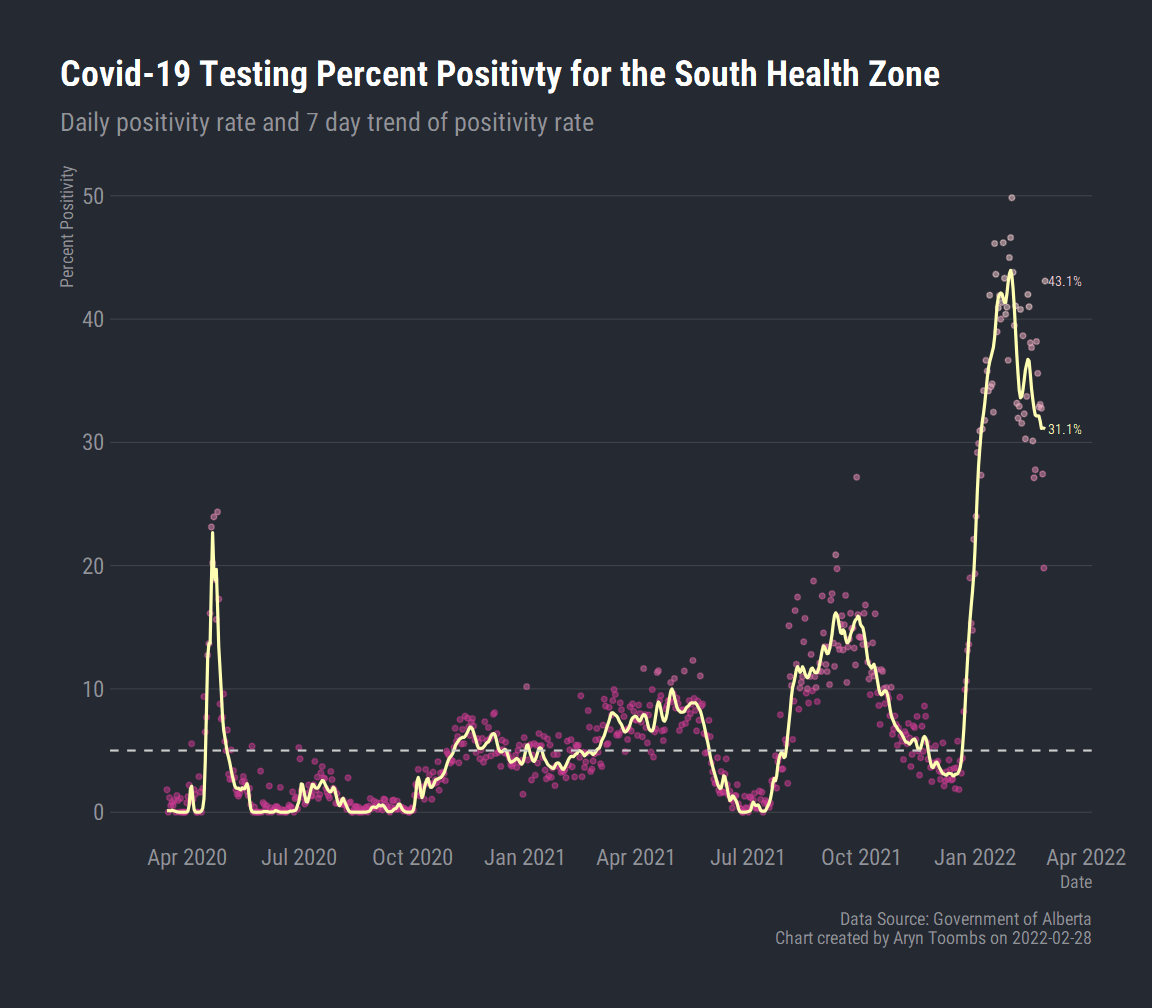 Covid-19 Testing Percent Positivty for the South Health Zone
Daily positivity rate and 7 day trend of positivity rate
Percent Positivity
50
43.1%
40
30
31.1%
20
10
0
Apr 2020 Jul 2020 Oct 2020 Jan 2021 Apr 2021 Jul 2021 Oct 2021 Jan 2022 Apr 2022
Date
Data Source: Government of Alberta
Chart created by Aryn Toombs on 2022-02-28